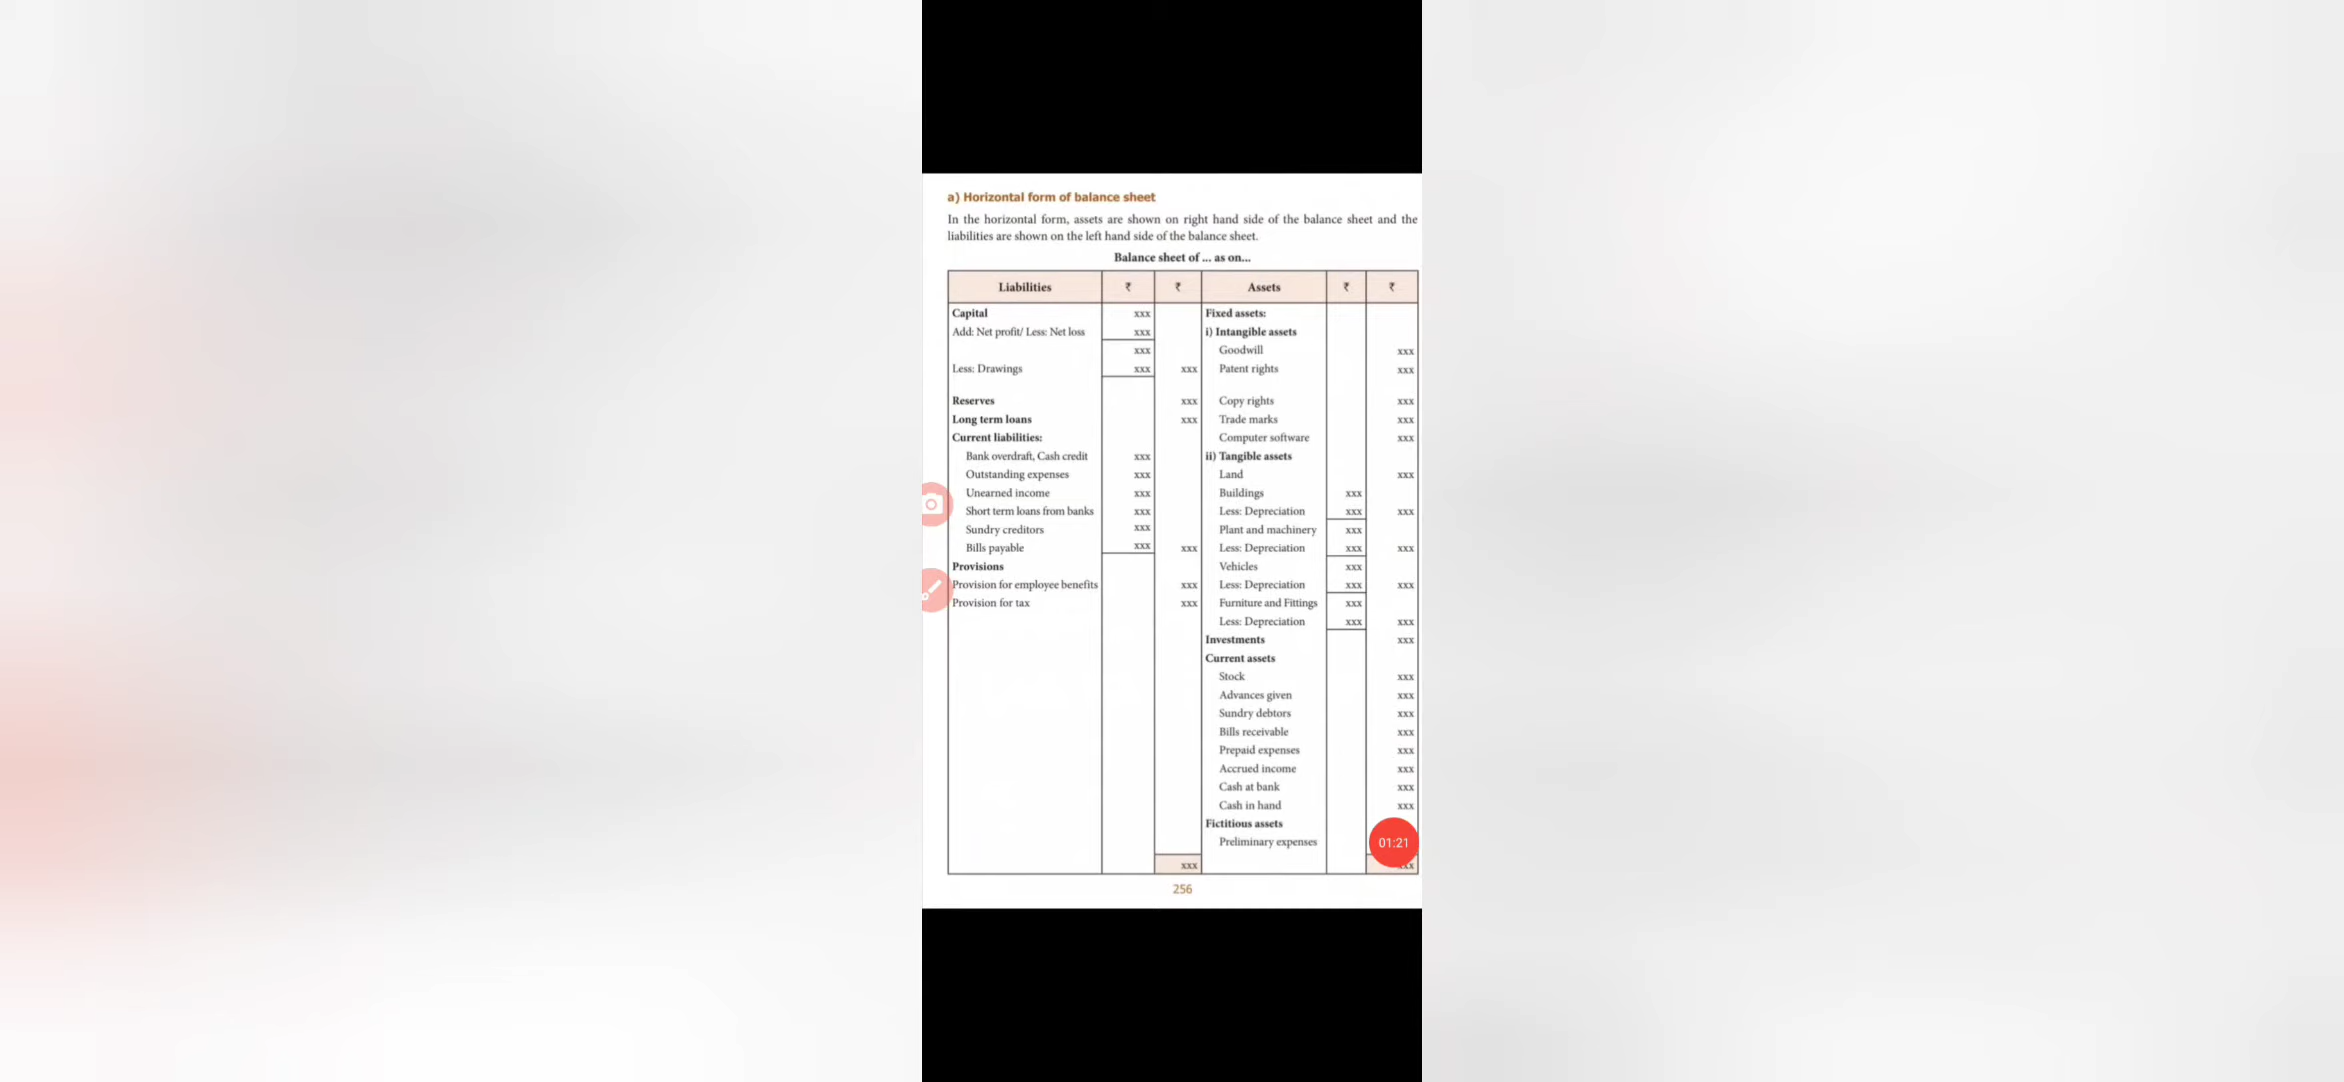 a) Horizontal form of balance sheet
In the horizontal form, assets are shown on right hand side of the balance sheet and the
liabilities are shown on the left hand side of the balance sheet.
Balance sheet of ... as on...
Liabilities ₹ ₹ Assets ₹ ₹
Capital xxx Fixed assets:
Add: Net profit/ Less: Net loss xxx i) Intangible assets
xxx Goodwill xxx
Less: Drawings xxx xxx Patent rights xxx
Reserves xxx Copy rights xxx
Long term loans xxx Trade marks xxx
Current liabilities: Computer software xxx
Bank overdraft, Cash credit xxx ii) Tangible assets
Outstanding expenses xxx Land xxx
Unearned income xxx Buildings xxx
Short term loans from banks xxx Less: Depreciation xxx xxx
Sundry creditors xxx Plant and machinery xxx
Bills payable xxx xxx Less: Depreciation xxx xxx
Provisions Vehicles xxx
Provision for employee benefits xxx Less: Depreciation xxx xxx
Provision for tax xxx Furniture and Fittings xxx
Less: Depreciation xxx xxx
Investments xxx
Current assets
Stock xxx
Advances given xxx
Sundry debtors xxx
Bills receivable xxx
Prepaid expenses xxx
Accrued income xxx
Cash at bank xxx
Cash in hand xxx
Fictitious assets
Preliminary expenses
01:21
xxx
256